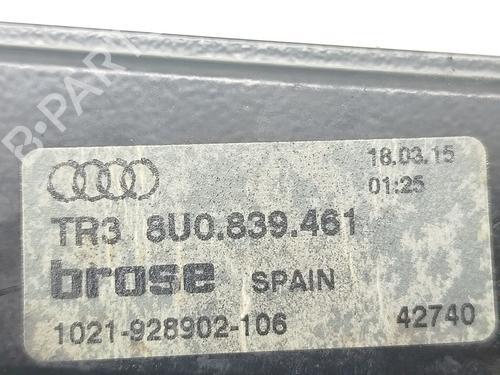 B-PARTS
18.03.15
01:25
TR3 8U0.839.461
brose SPAIN
1021-928902-106 42740